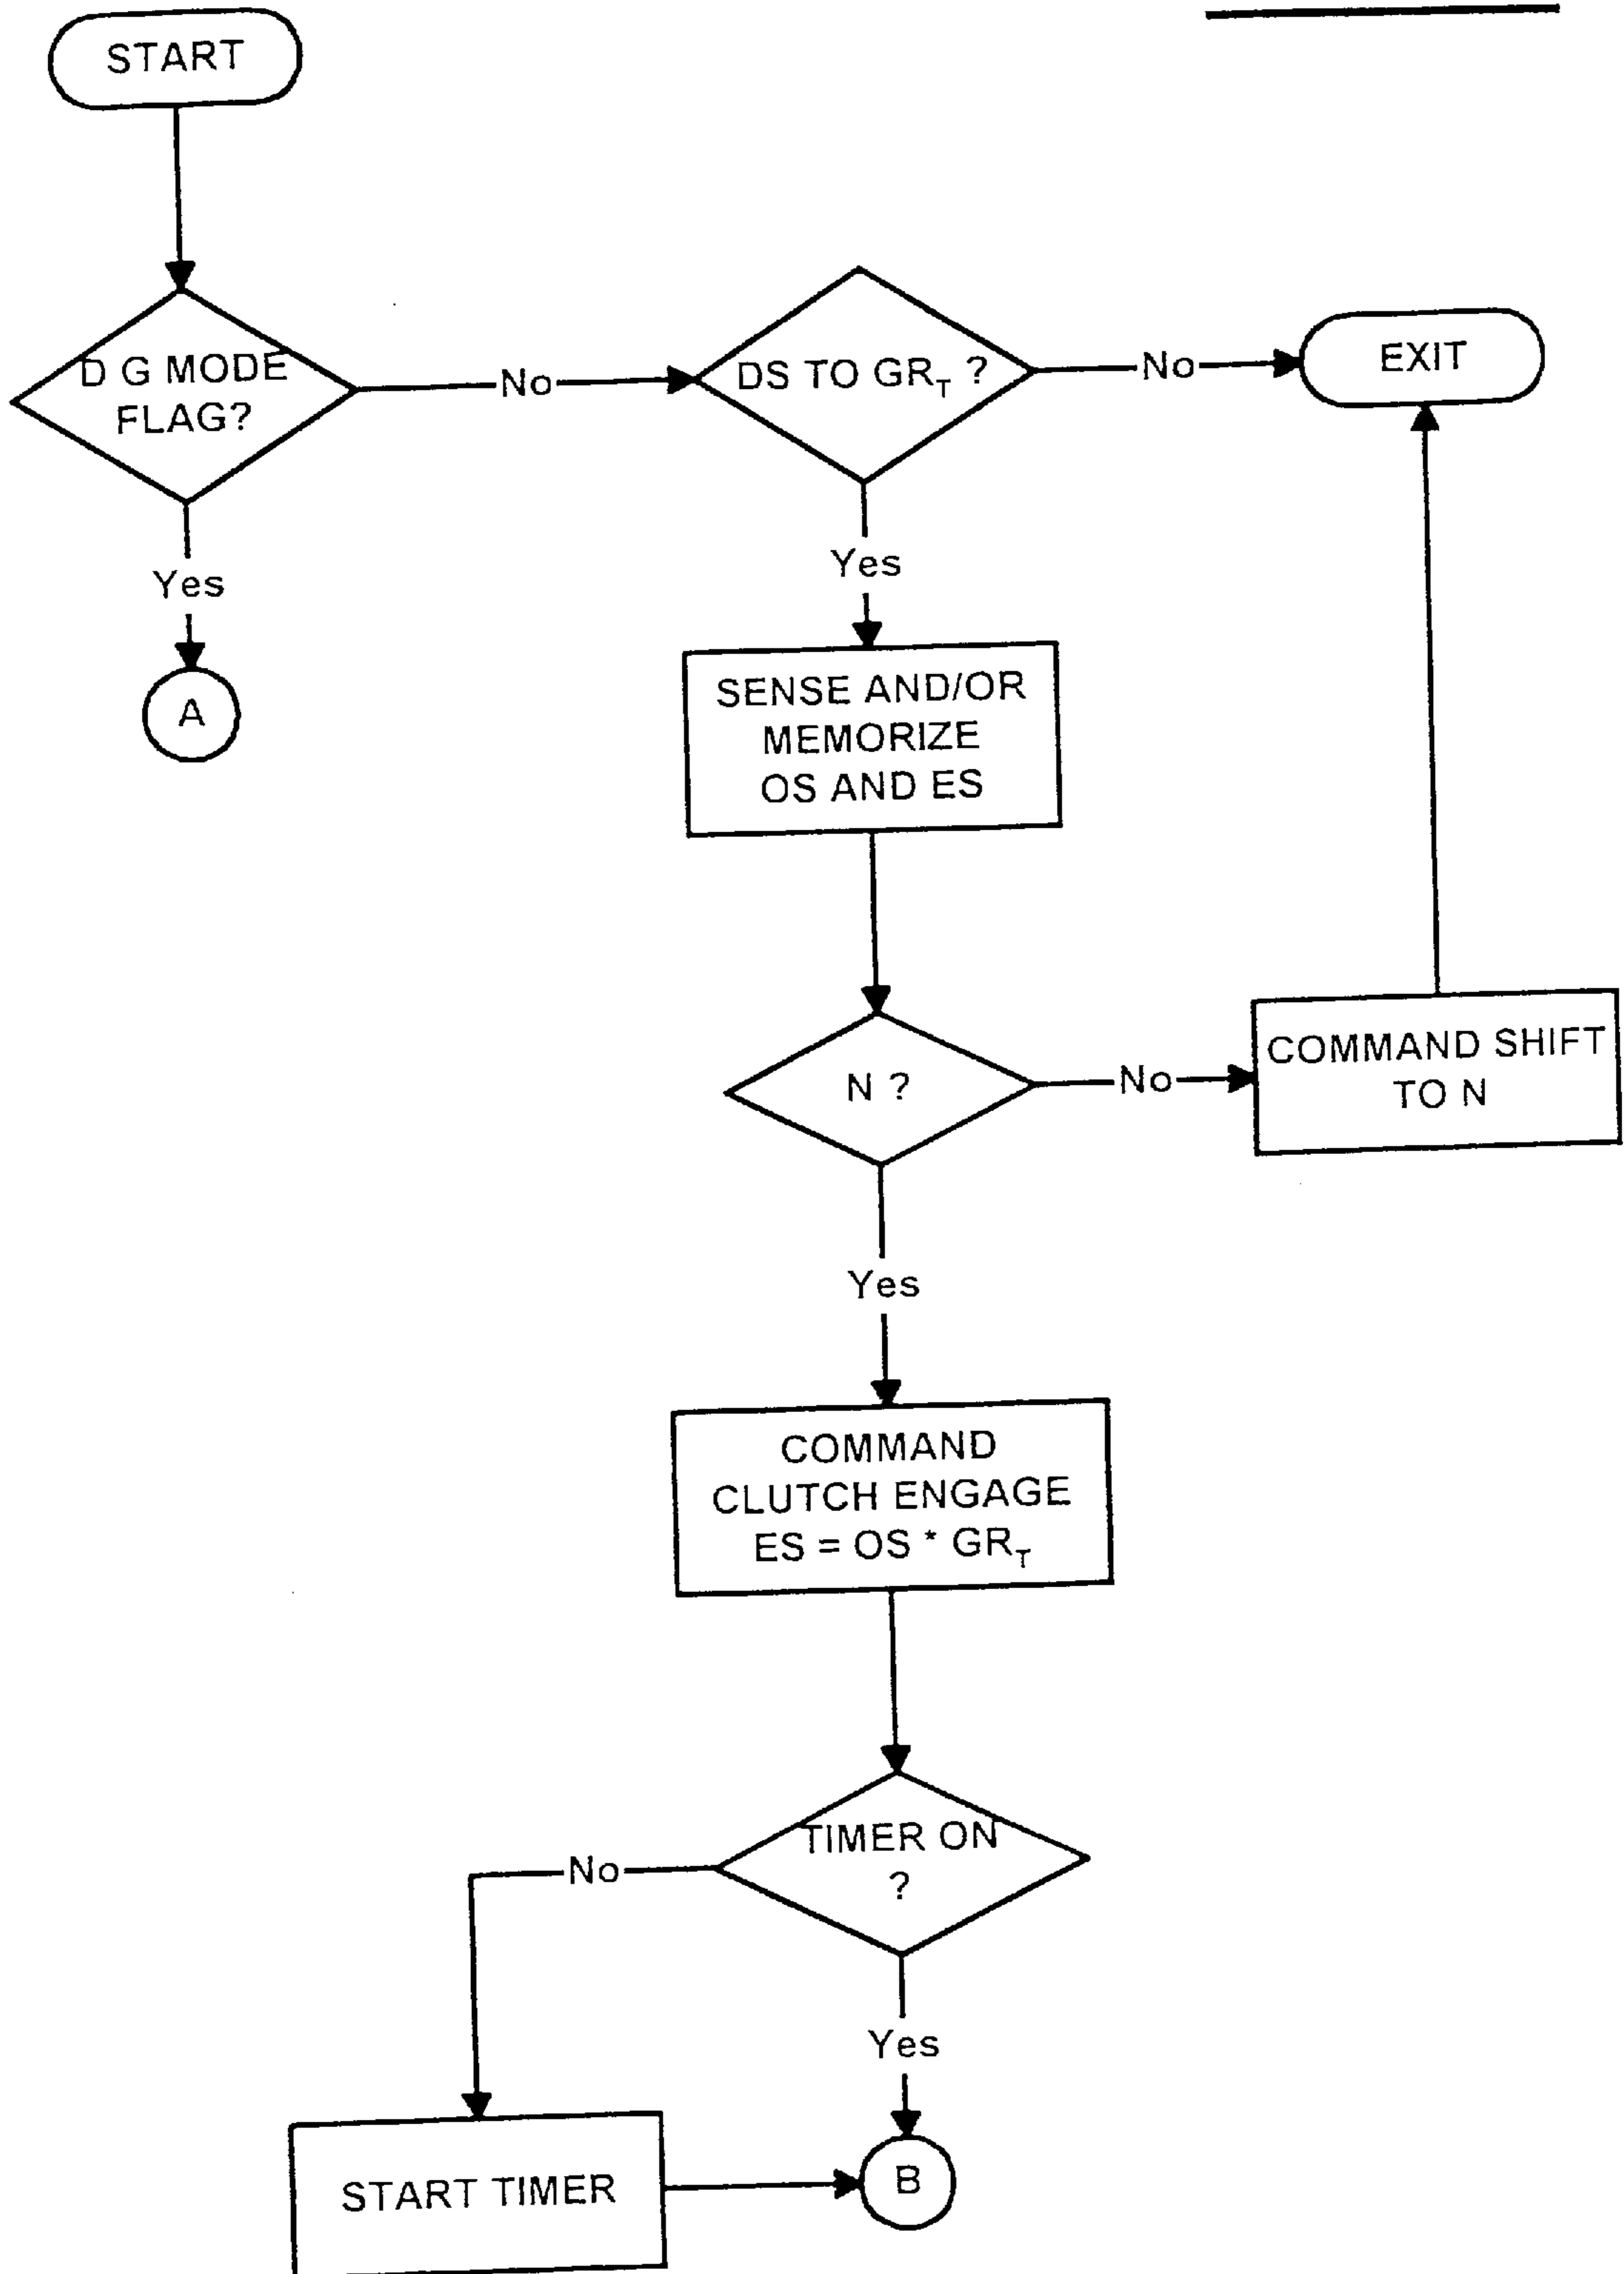 START
D G MODE
FLAG?
No
DS TO GR_T ?
No
EXIT
Yes
A
Yes
SENSE AND/OR
MEMORIZE
OS AND ES
N ?
No
COMMAND SHIFT
TO N
Yes
COMMAND
CLUTCH ENGAGE
ES = OS * GR_T
TIMER ON
?
No
Yes
START TIMER
B